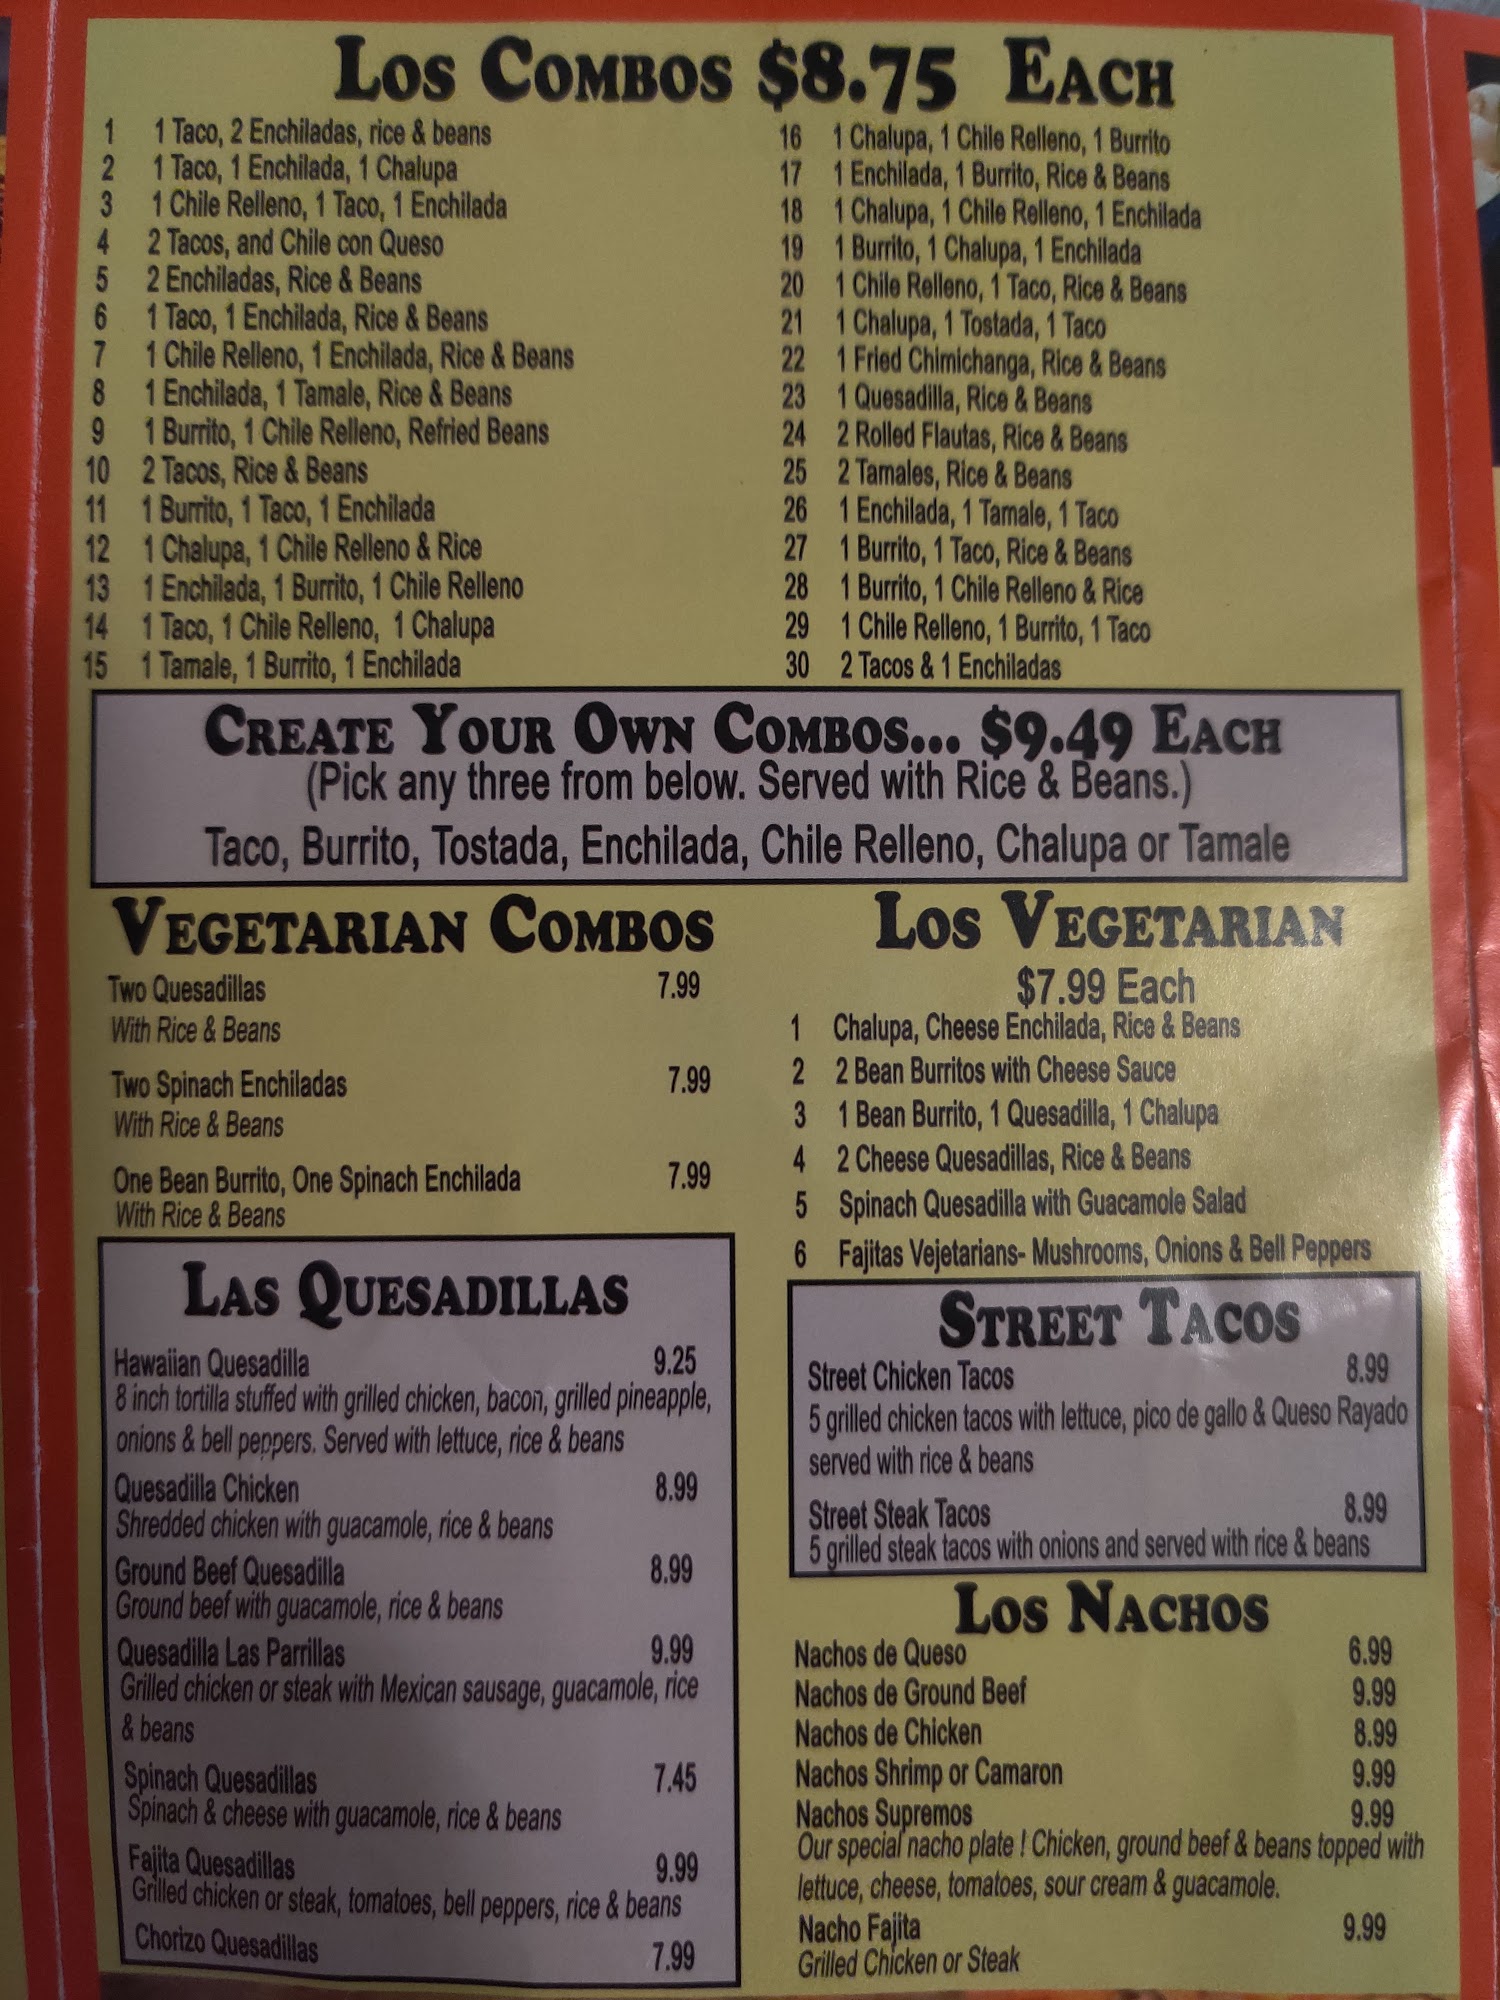 Los Combos $8.75 Each
1 1 Taco, 2 Enchiladas, rice & beans
2 1 Taco, 1 Enchilada, 1 Chalupa
3 1 Chile Relleno, 1 Taco, 1 Enchilada
4 2 Tacos, and Chile con Queso
5 2 Enchiladas, Rice & Beans
6 1 Taco, 1 Enchilada, Rice & Beans
7 1 Chile Relleno, 1 Enchilada, Rice & Beans
8 1 Enchilada, 1 Tamale, Rice & Beans
9 1 Burrito, 1 Chile Relleno, Refried Beans
10 2 Tacos, Rice & Beans
11 1 Burrito, 1 Taco, 1 Enchilada
12 1 Chalupa, 1 Chile Relleno & Rice
13 1 Enchilada, 1 Burrito, 1 Chile Relleno
14 1 Taco, 1 Chile Relleno, 1 Chalupa
15 1 Tamale, 1 Burrito, 1 Enchilada
16 1 Chalupa, 1 Chile Relleno, 1 Burrito
17 1 Enchilada, 1 Burrito, Rice & Beans
18 1 Chalupa, 1 Chile Relleno, 1 Enchilada
19 1 Burrito, 1 Chalupa, 1 Enchilada
20 1 Chile Relleno, 1 Taco, Rice & Beans
21 1 Chalupa, 1 Tostada, 1 Taco
22 1 Fried Chimichanga, Rice & Beans
23 1 Quesadilla, Rice & Beans
24 2 Rolled Flautas, Rice & Beans
25 2 Tamales, Rice & Beans
26 1 Enchilada, 1 Tamale, 1 Taco
27 1 Burrito, 1 Taco, Rice & Beans
28 1 Burrito, 1 Chile Relleno & Rice
29 1 Chile Relleno, 1 Burrito, 1 Taco
30 2 Tacos & 1 Enchiladas
Create Your Own Combos... $9.49 Each
(Pick any three from below. Served with Rice & Beans.)
Taco, Burrito, Tostada, Enchilada, Chile Relleno, Chalupa or Tamale
Vegetarian Combos
Two Quesadillas 7.99
With Rice & Beans
Two Spinach Enchiladas 7.99
With Rice & Beans
One Bean Burrito, One Spinach Enchilada 7.99
With Rice & Beans
Los Vegetarian
$7.99 Each
1 Chalupa, Cheese Enchilada, Rice & Beans
2 2 Bean Burritos with Cheese Sauce
3 1 Bean Burrito, 1 Quesadilla, 1 Chalupa
4 2 Cheese Quesadillas, Rice & Beans
5 Spinach Quesadilla with Guacamole Salad
6 Fajitas Vejetarians- Mushrooms, Onions & Bell Peppers
Las Quesadillas
Hawaiian Quesadilla 9.25
8 inch tortilla stuffed with grilled chicken, bacon, grilled pineapple,
onions & bell peppers. Served with lettuce, rice & beans
Quesadilla Chicken 8.99
Shredded chicken with guacamole, rice & beans
Ground Beef Quesadilla 8.99
Ground beef with guacamole, rice & beans
Quesadilla Las Parrillas 9.99
Grilled chicken or steak with Mexican sausage, guacamole, rice
& beans
Spinach Quesadillas 7.45
Spinach & cheese with guacamole, rice & beans
Fajita Quesadillas 9.99
Grilled chicken or steak, tomatoes, bell peppers, rice & beans
Chorizo Quesadillas 7.99
Street Tacos
Street Chicken Tacos 8.99
5 grilled chicken tacos with lettuce, pico de gallo & Queso Rayado
served with rice & beans
Street Steak Tacos 8.99
5 grilled steak tacos with onions and served with rice & beans
Los Nachos
Nachos de Queso 6.99
Nachos de Ground Beef 9.99
Nachos de Chicken 8.99
Nachos Shrimp or Camaron 9.99
Nachos Supremos 9.99
Our special nacho plate ! Chicken, ground beef & beans topped with
lettuce, cheese, tomatoes, sour cream & guacamole.
Nacho Fajita 9.99
Grilled Chicken or Steak